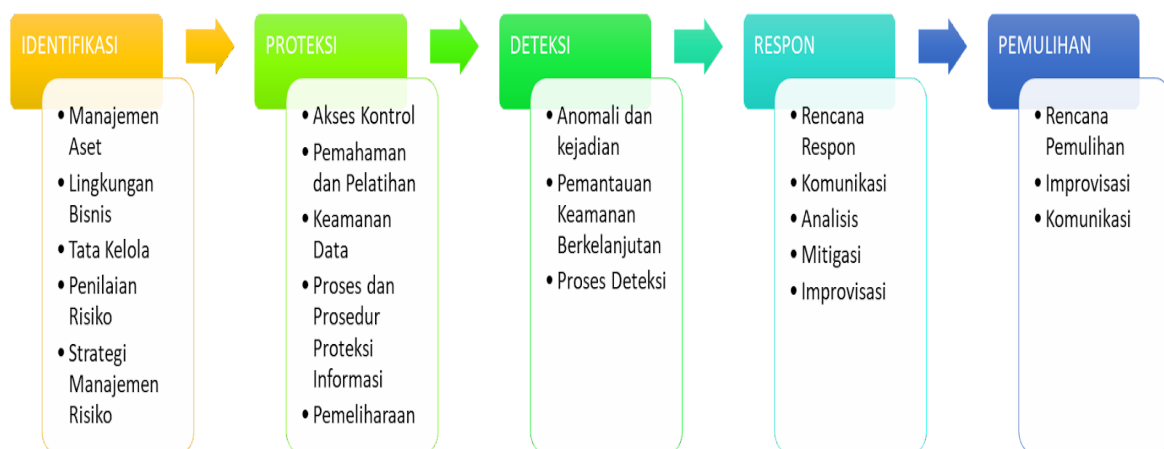 IDENTIFIKASI
• Manajemen
Aset
• Lingkungan
Bisnis
• Tata Kelola
• Penilaian
Risiko
• Strategi
Manajemen
Risiko
PROTEKSI
• Akses Kontrol
• Pemahaman
dan Pelatihan
• Keamanan
Data
• Proses dan
Prosedur
Proteksi
Informasi
• Pemeliharaan
DETEKSI
• Anomali dan
kejadian
• Pemantauan
Keamanan
Berkelanjutan
• Proses Deteksi
RESPON
• Rencana
Respon
• Komunikasi
• Analisis
• Mitigasi
• Improvisasi
PEMULIHAN
• Rencana
Pemulihan
• Improvisasi
• Komunikasi